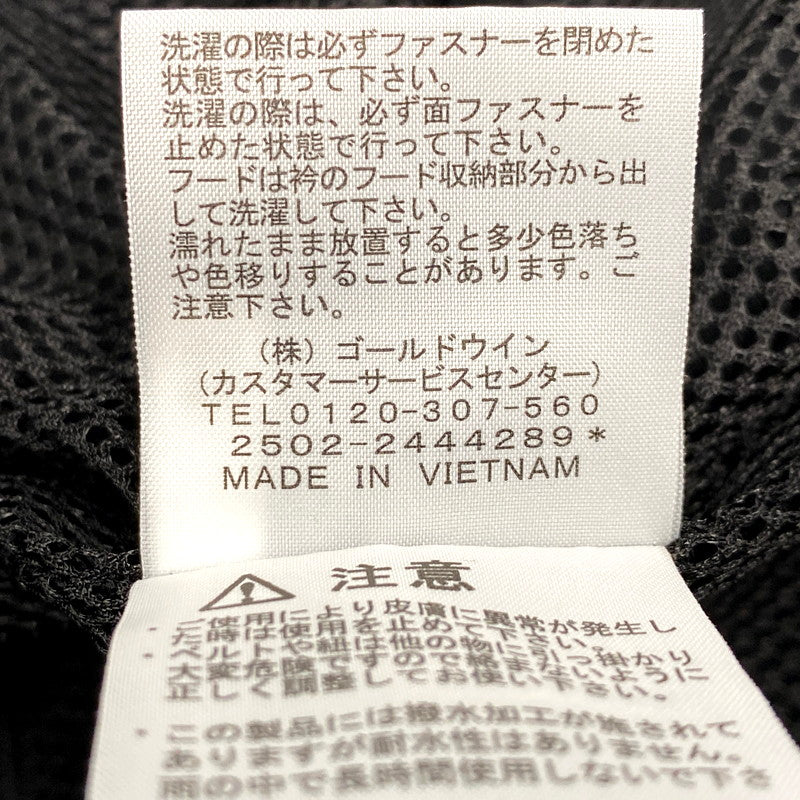 洗濯の際は必ずファスナーを閉めた
状態で行って下さい。
洗濯の際は、必ず面ファスナーを
止めた状態で行って下さい。
フードは衿のフード収納部分から出
して洗濯して下さい。
濡れたまま放置すると多少色落ち
や色移りすることがあります。ご
注意下さい。
（株）ゴールドウイン
(カスタマーサービスセンター)
TEL0120-307-560
2502-2444289*
MADE IN VIETNAM
注意
・ご使用により皮膚に異常が発生し
た時は使用を止めて下さい。
・ベルトや紐は他の物に引っ掛かり
大変危険ですので絡まないように
正しく調整してお使い下さい。
・この製品には撥水加工が施されて
ありますが耐水性はありません。
雨の中で長時間使用しないで下さ